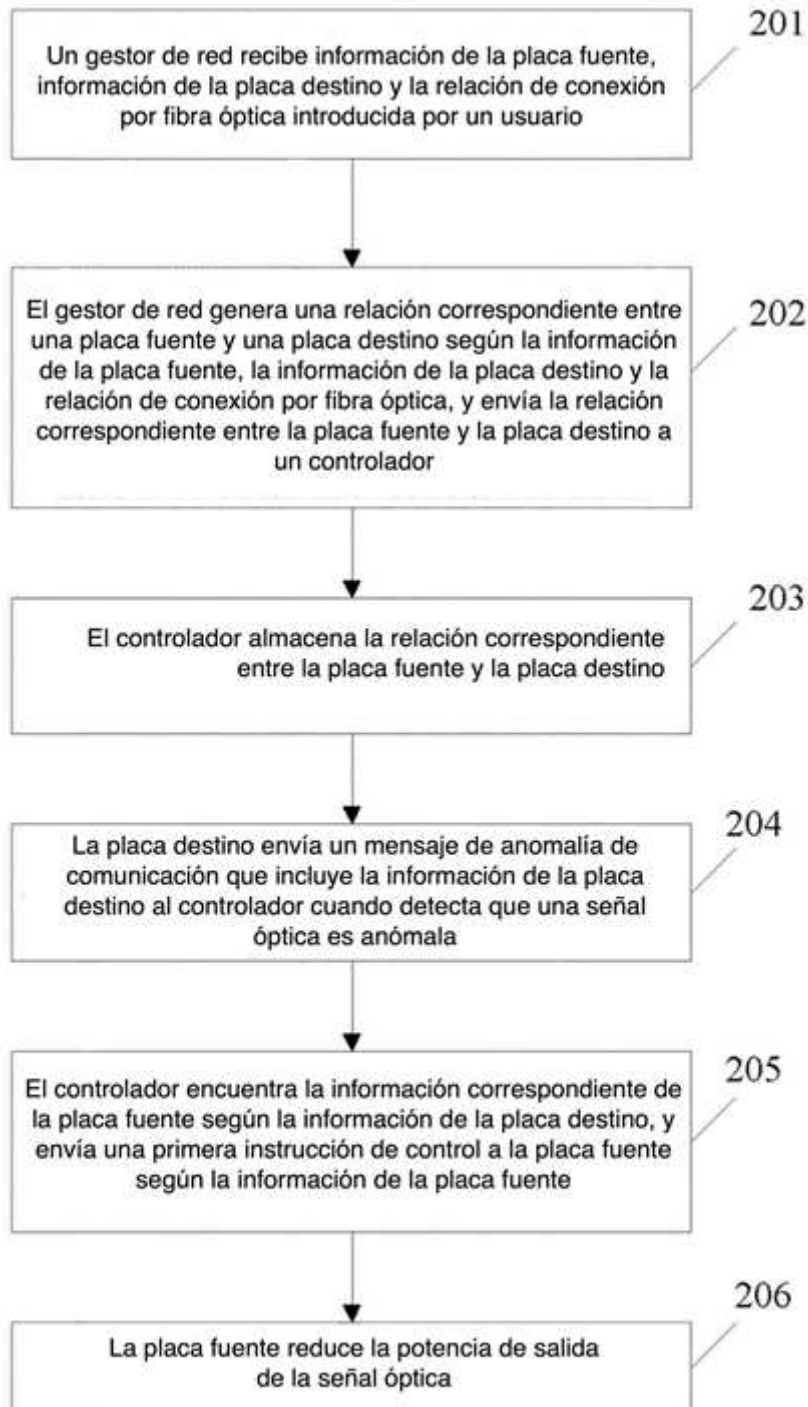 201
Un gestor de red recibe información de la placa fuente,
información de la placa destino y la relación de conexión
por fibra óptica introducida por un usuario
202
El gestor de red genera una relación correspondiente entre
una placa fuente y una placa destino según la información
de la placa fuente, la información de la placa destino y la
relación de conexión por fibra óptica, y envía la relación
correspondiente entre la placa fuente y la placa destino a
un controlador
203
El controlador almacena la relación correspondiente
entre la placa fuente y la placa destino
204
La placa destino envía un mensaje de anomalía de
comunicación que incluye la información de la placa
destino al controlador cuando detecta que una señal
óptica es anómala
205
El controlador encuentra la información correspondiente de
la placa fuente según la información de la placa destino, y
envía una primera instrucción de control a la placa fuente
según la información de la placa fuente
206
La placa fuente reduce la potencia de salida
de la señal óptica